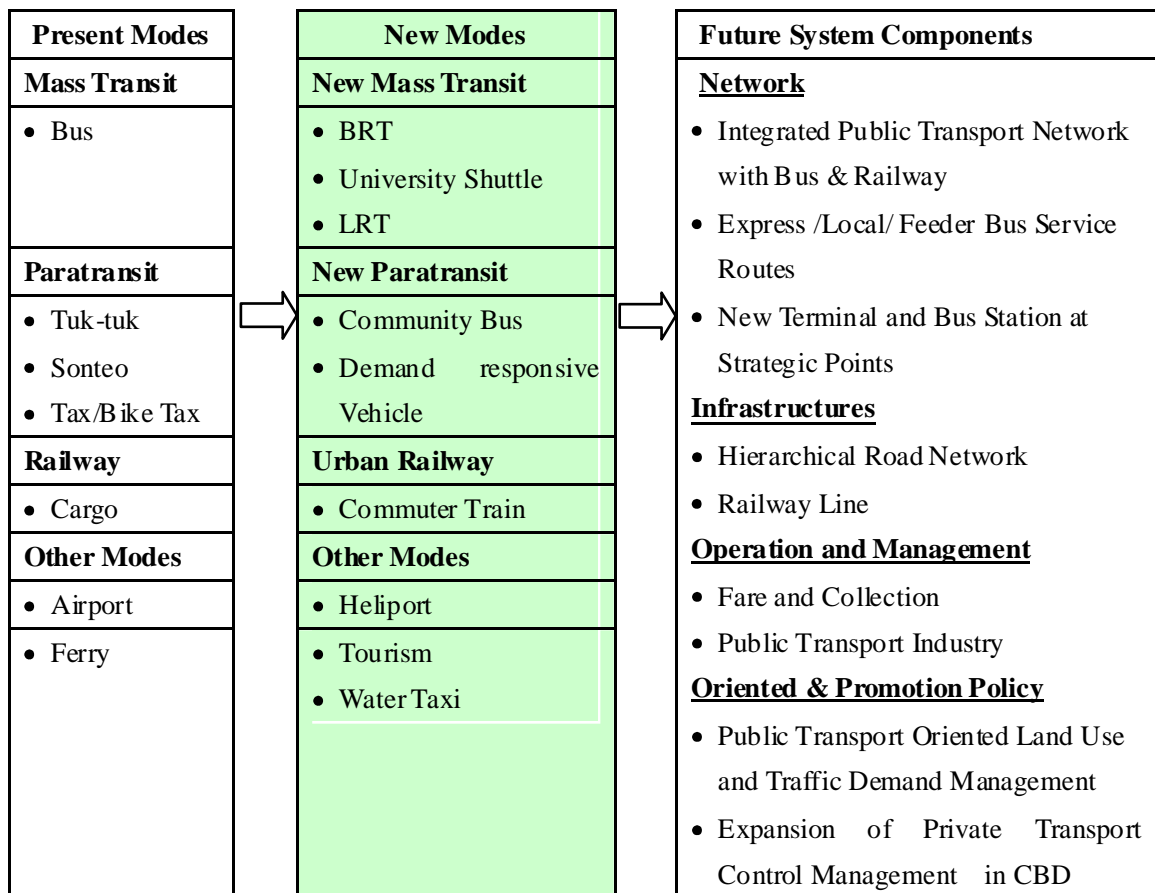 Present Modes
Mass Transit
• Bus
Paratransit
• Tuk-tuk
• Sonteo
• Tax/Bike Tax
Railway
• Cargo
Other Modes
• Airport
• Ferry
New Modes
New Mass Transit
• BRT
• University Shuttle
• LRT
New Paratransit
• Community Bus
• Demand responsive
Vehicle
Urban Railway
• Commuter Train
Other Modes
• Heliport
• Tourism
• Water Taxi
Future System Components
Network
• Integrated Public Transport Network
with Bus & Railway
• Express /Local/ Feeder Bus Service
Routes
• New Terminal and Bus Station at
Strategic Points
Infrastructures
• Hierarchical Road Network
• Railway Line
Operation and Management
• Fare and Collection
• Public Transport Industry
Oriented & Promotion Policy
• Public Transport Oriented Land Use
and Traffic Demand Management
• Expansion of Private Transport
Control Management in CBD